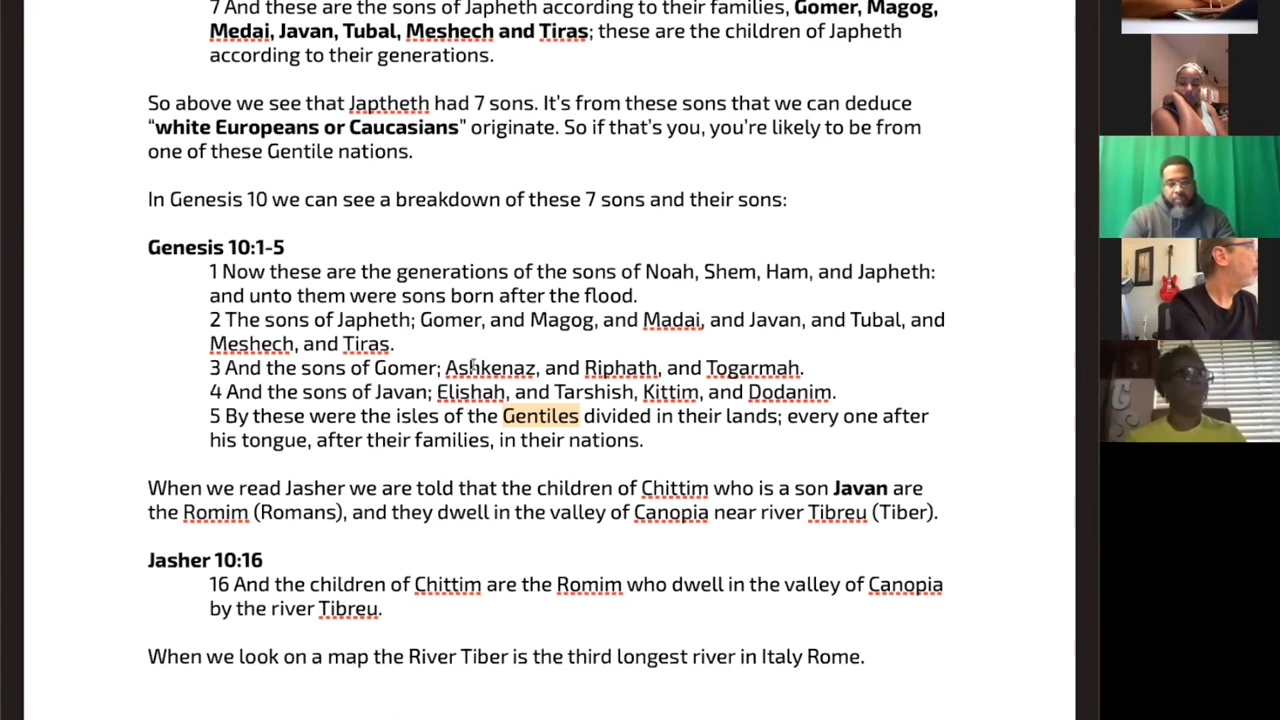 7 And these are the sons of Japheth according to their families, Gomer, Magog,
Medai, Javan, Tubal, Meshech and Tiras; these are the children of Japheth
according to their generations.
So above we see that Japtheth had 7 sons. It's from these sons that we can deduce
“white Europeans or Caucasians” originate. So if that's you, you're likely to be from
one of these Gentile nations.
In Genesis 10 we can see a breakdown of these 7 sons and their sons:
Genesis 10:1-5
1 Now these are the generations of the sons of Noah, Shem, Ham, and Japheth:
and unto them were sons born after the flood.
2 The sons of Japheth; Gomer, and Magog, and Madai, and Javan, and Tubal, and
Meshech, and Tiras.
3 And the sons of Gomer; Ashkenaz, and Riphath, and Togarmah.
4 And the sons of Javan; Elishah, and Tarshish, Kittim, and Dodanim.
5 By these were the isles of the Gentiles divided in their lands; every one after
his tongue, after their families, in their nations.
When we read Jasher we are told that the children of Chittim who is a son Javan are
the Romim (Romans), and they dwell in the valley of Canopia near river Tibreu (Tiber).
Jasher 10:16
16 And the children of Chittim are the Romim who dwell in the valley of Canopia
by the river Tibreu.
When we look on a map the River Tiber is the third longest river in Italy Rome.